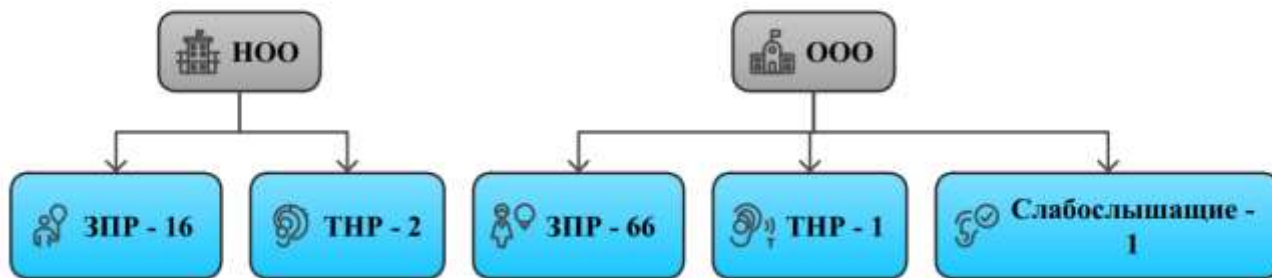 НОО
ООО
ЗПР - 16
ТНР - 2
ЗПР - 66
ТНР - 1
Слабослышащие -
1